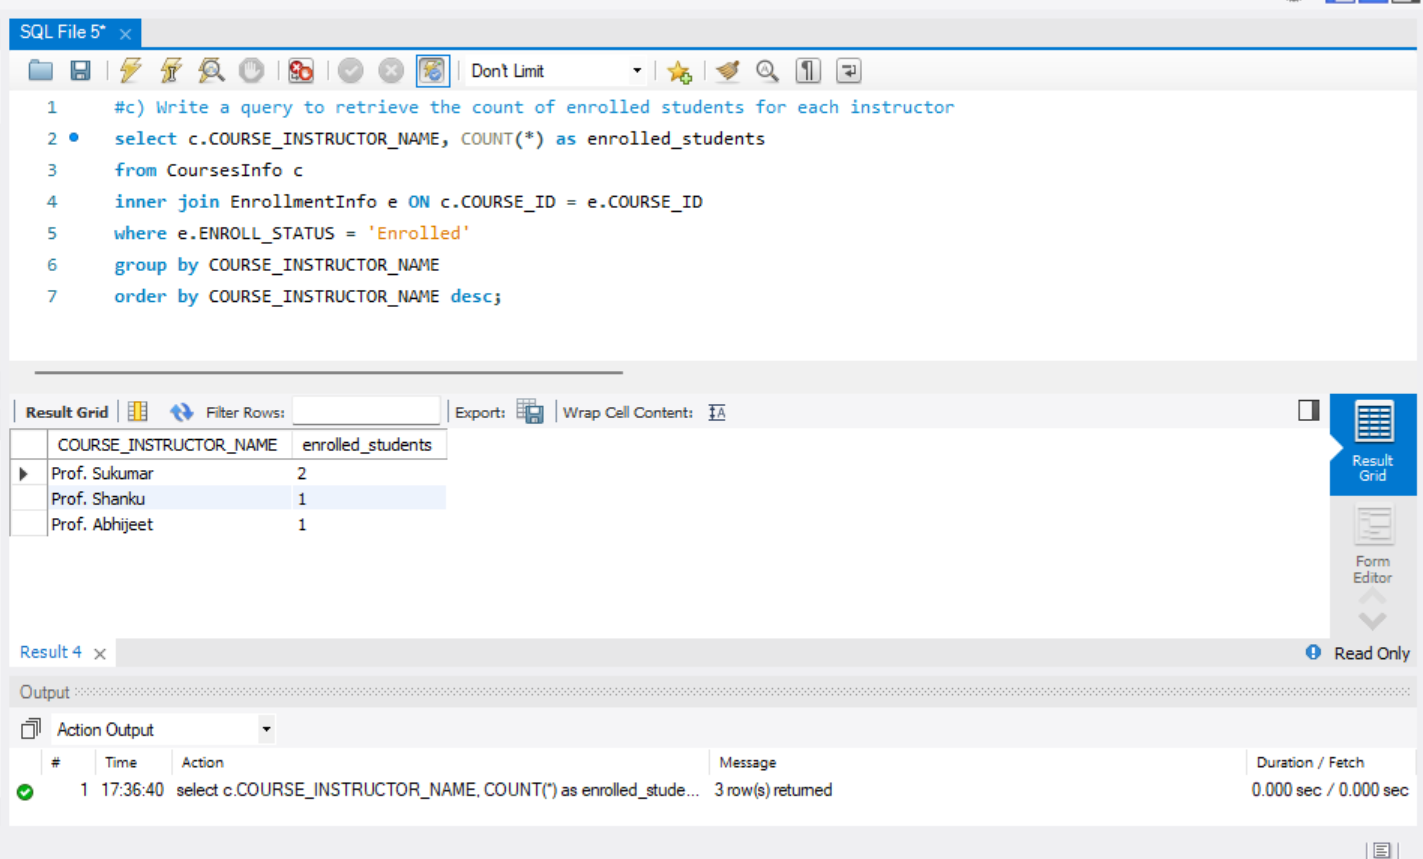 SQL File 5*
Don't Limit
1 #c) Write a query to retrieve the count of enrolled students for each instructor
2 select c.COURSE_INSTRUCTOR_NAME, COUNT(*) as enrolled_students
3 from CoursesInfo c
4 inner join EnrollmentInfo e ON c.COURSE_ID = e.COURSE_ID
5 where e.ENROLL_STATUS = 'Enrolled'
6 group by COURSE_INSTRUCTOR_NAME
7 order by COURSE_INSTRUCTOR_NAME desc;
Result Grid Filter Rows: Export: Wrap Cell Content:
COURSE_INSTRUCTOR_NAME enrolled_students
Prof. Sukumar 2
Prof. Shanku 1
Prof. Abhijeet 1
Result
Grid
Form
Editor
Result 4 Read Only
Output
Action Output
# Time Action Message Duration / Fetch
1 17:36:40 select c.COURSE_INSTRUCTOR_NAME, COUNT(*) as enrolled_stude... 3 row(s) returned 0.000 sec / 0.000 sec